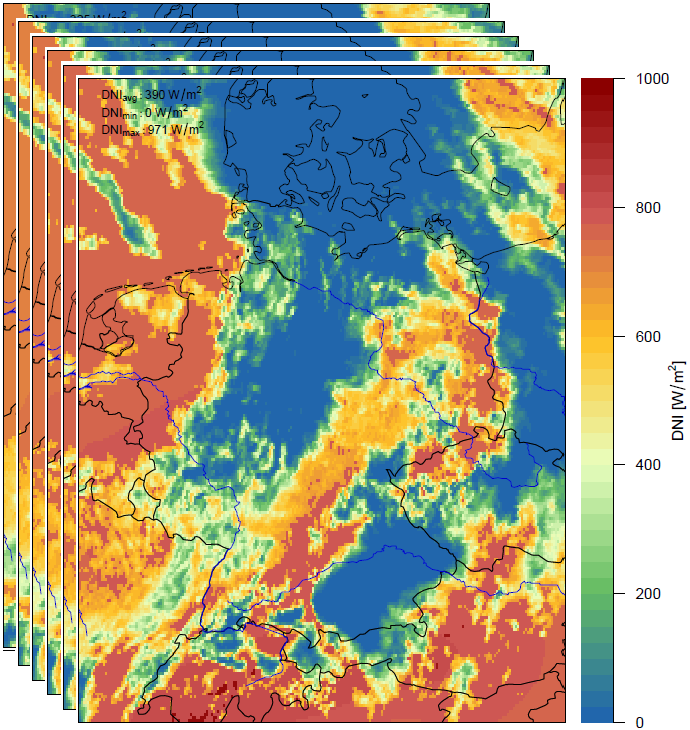 DNIavg : 390 W/m²
DNImin : 0 W/m²
DNImax : 971 W/m²
1000
800
600
400
200
0
DNI [W/m²]